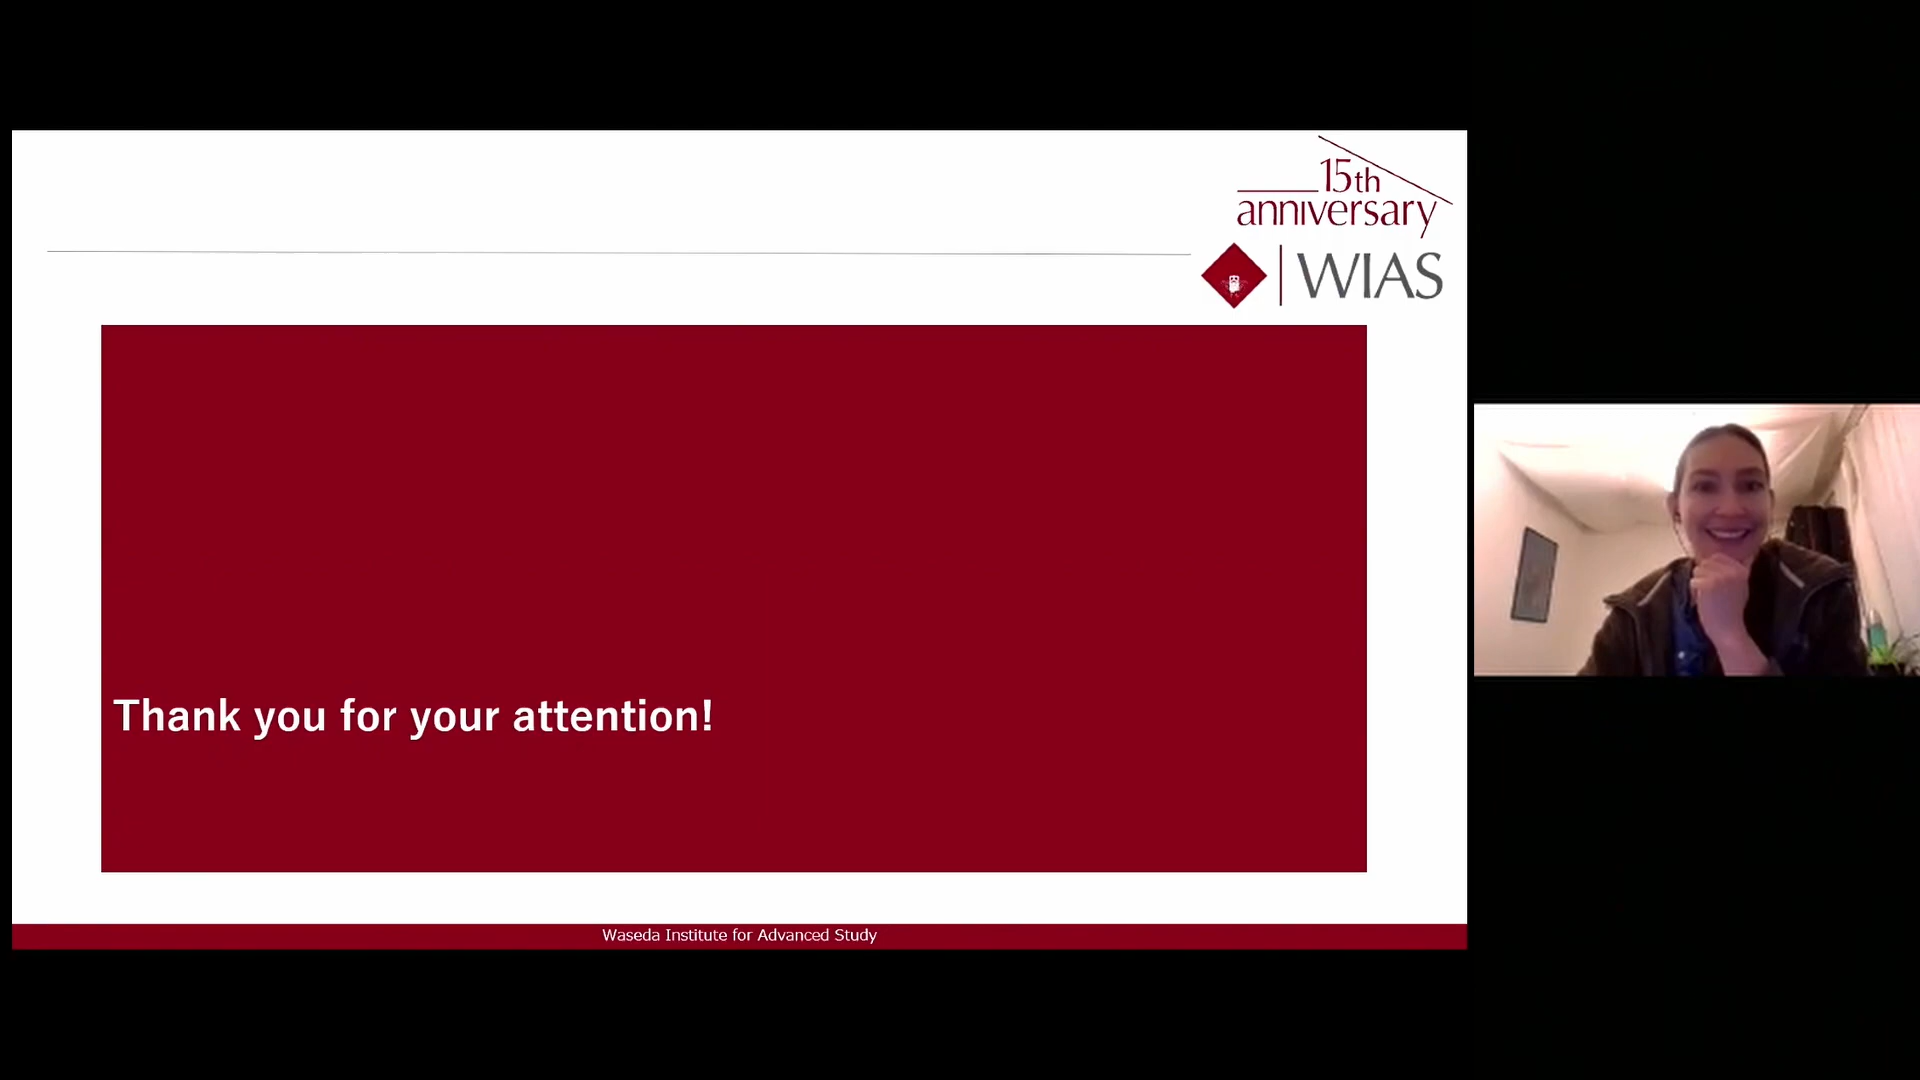 15th
anniversary
WIAS
Thank you for your attention!
Waseda Institute for Advanced Study